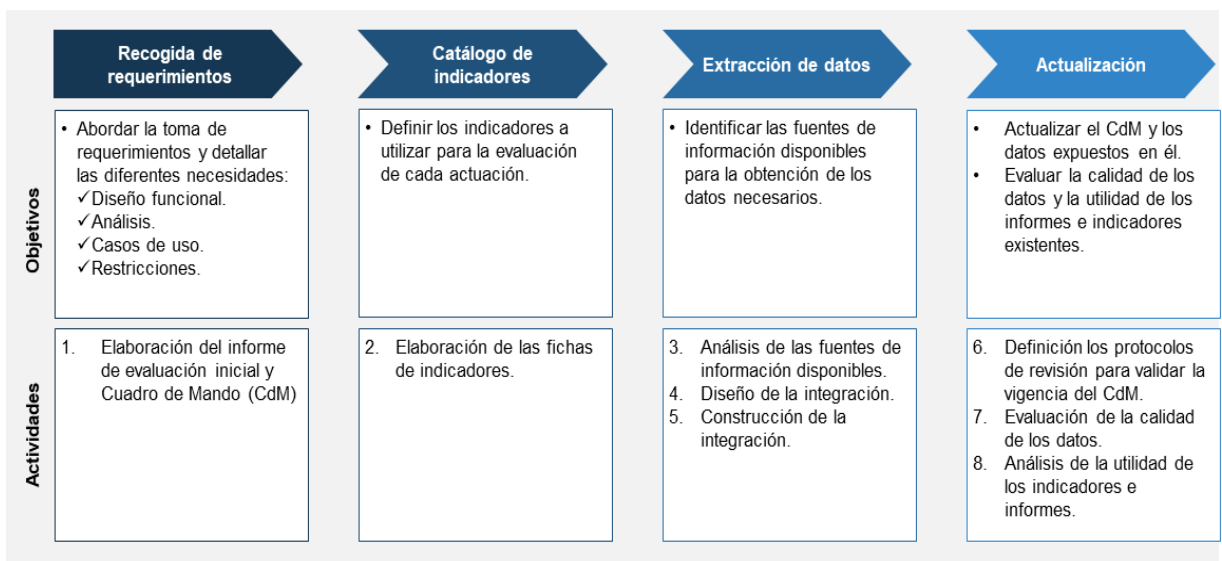 Recogida de
requerimientos
Catálogo de
indicadores
Extracción de datos
Actualización
Objetivos
• Abordar la toma de
requerimientos y detallar
las diferentes necesidades:
✓Diseño funcional.
✓Análisis.
✓Casos de uso.
✓Restricciones.
• Definir los indicadores a
utilizar para la evaluación
de cada actuación.
• Identificar las fuentes de
información disponibles
para la obtención de los
datos necesarios.
• Actualizar el CdM y los
datos expuestos en él.
• Evaluar la calidad de los
datos y la utilidad de los
informes e indicadores
existentes.
Actividades
1. Elaboración del informe
de evaluación inicial y
Cuadro de Mando (CdM)
2. Elaboración de las fichas
de indicadores.
3. Análisis de las fuentes de
información disponibles.
4. Diseño de la integración.
5. Construcción de la
integración.
6. Definición los protocolos
de revisión para validar la
vigencia del CdM.
7. Evaluación de la calidad
de los datos.
8. Análisis de la utilidad de
los indicadores e
informes.